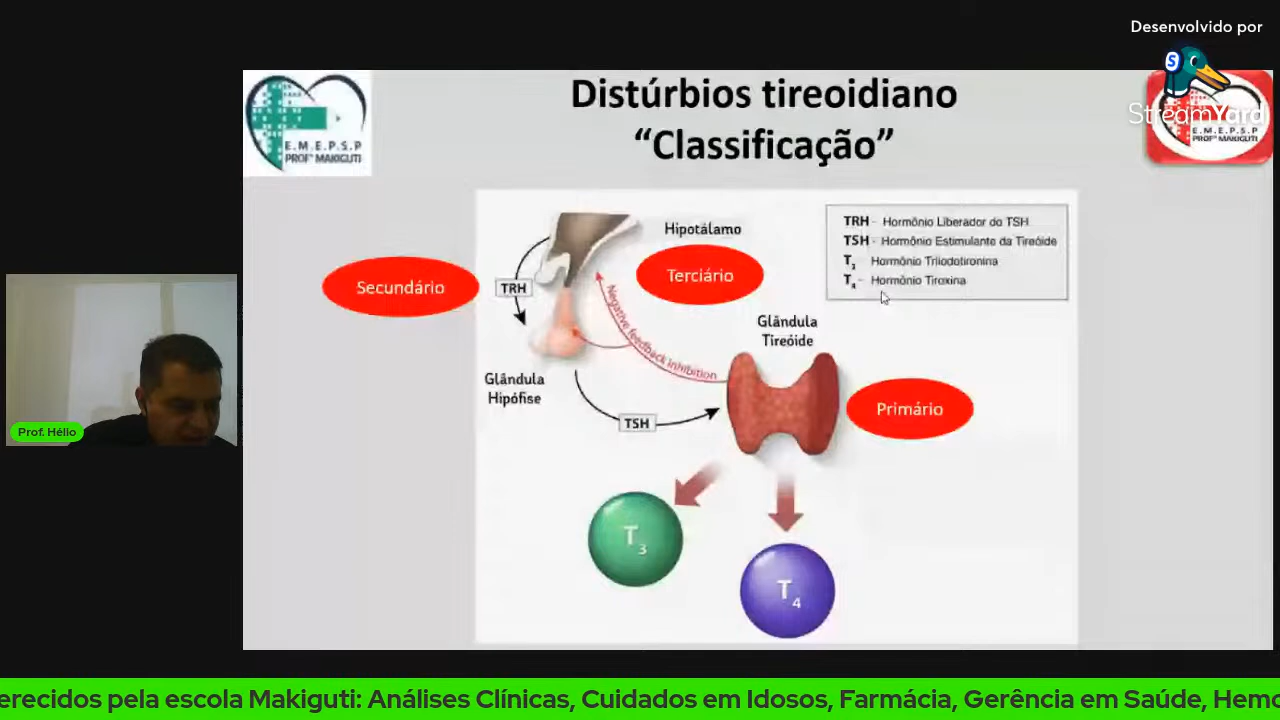 Desenvolvido por
StreamYard
Distúrbios tireoidiano
“Classificação”
E.M.E.P.S.P
PROFº MAKIGUTI
E.M.E.P.S.P
PROFº MAKIGUTI
Hipotálamo
TRH - Hormônio Liberador do TSH
TSH - Hormônio Estimulante da Tireóide
T3 Hormônio Triiodotironina
T4 - Hormônio Tiroxina
Secundário
Terciário
TRH
Negative feedback inhibition
Glândula
Tireóide
Glândula
Hipófise
TSH
Primário
T3
T4
Prof. Hélio
erecidos pela escola Makiguti: Análises Clínicas, Cuidados em Idosos, Farmácia, Gerência em Saúde, Hemo